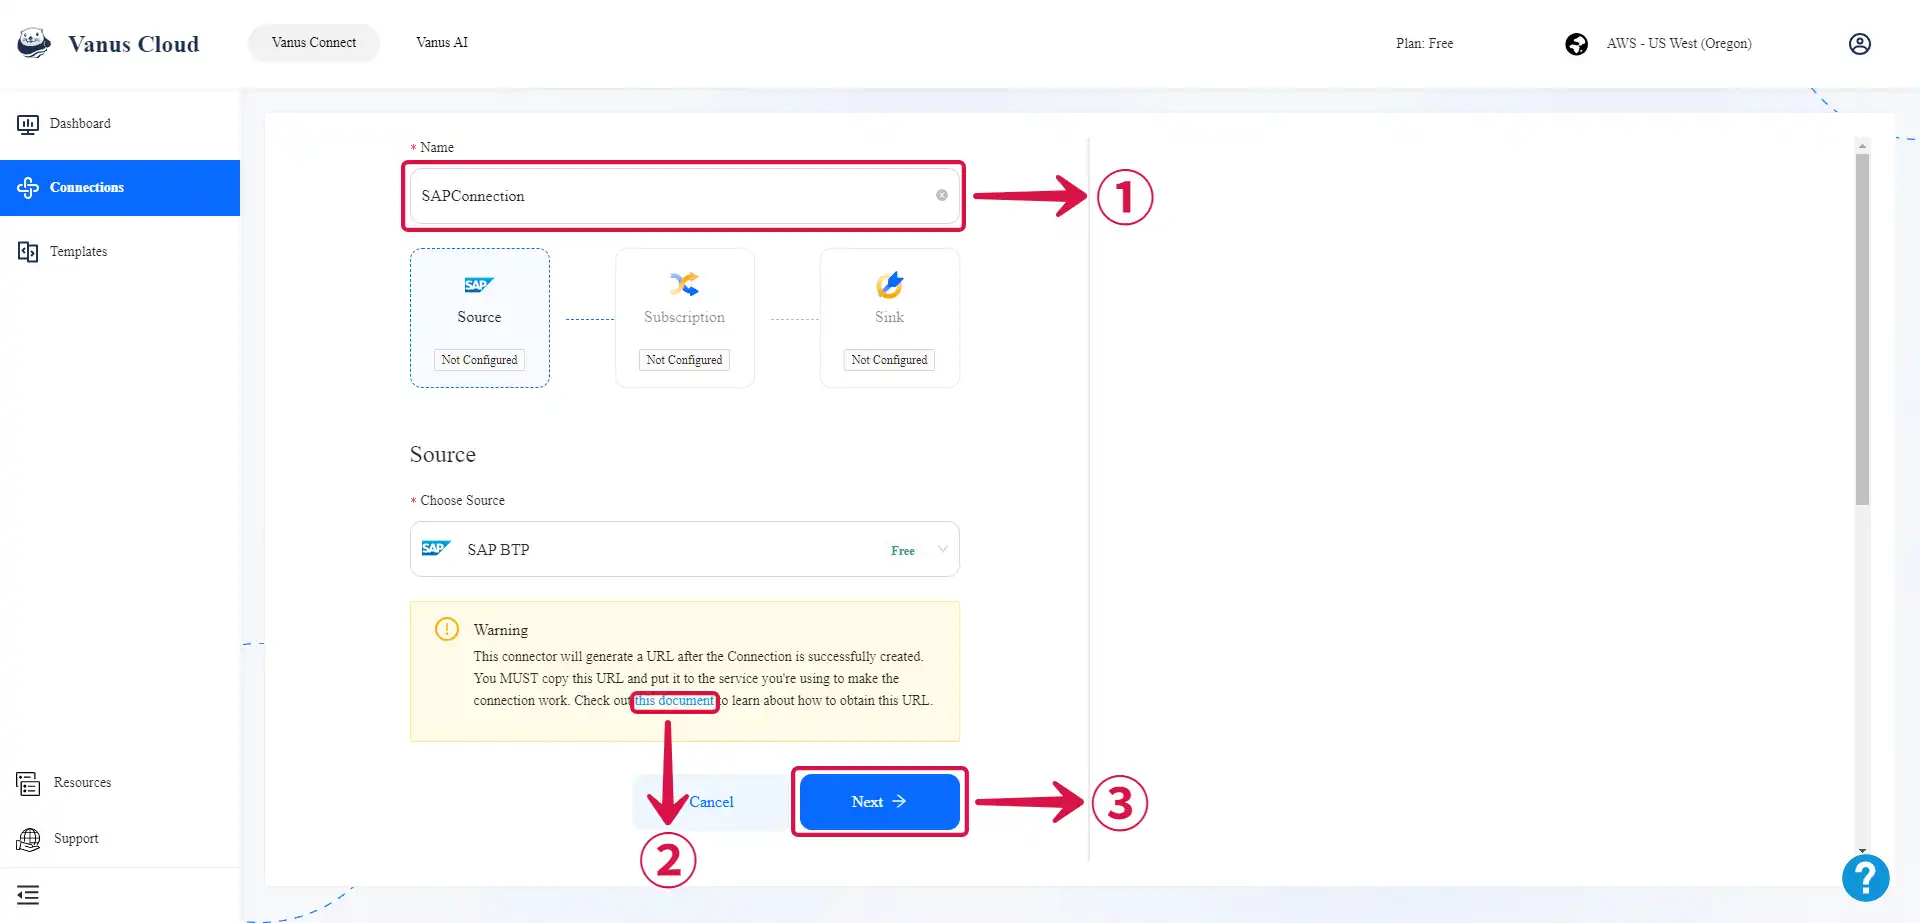 Vanus Cloud
Vanus Connect
Vanus AI
Plan: Free
AWS - US West (Oregon)
Dashboard
Connections
Templates
Resources
Support
* Name
SAPConnection
1
SAP
Source
Not Configured
Subscription
Not Configured
Sink
Not Configured
Source
* Choose Source
SAP
SAP BTP
Free
Warning
This connector will generate a URL after the Connection is successfully created.
You MUST copy this URL and put it to the service you're using to make the
connection work. Check out this document to learn about how to obtain this URL.
Cancel
Next →
3
2
?